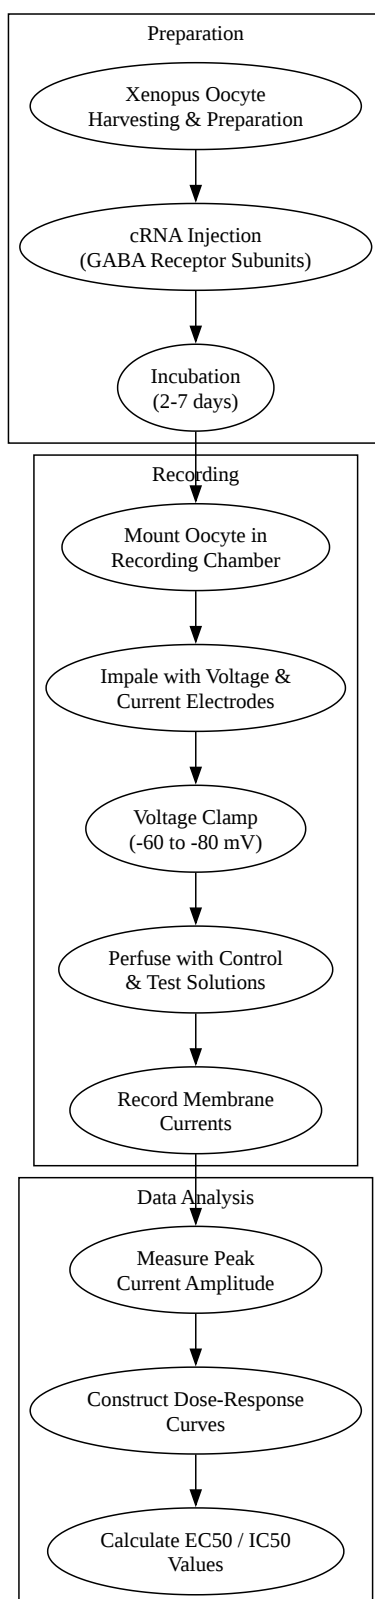 Preparation
Xenopus Oocyte
Harvesting & Preparation
cRNA Injection
(GABA Receptor Subunits)
Incubation
(2-7 days)
Recording
Mount Oocyte in
Recording Chamber
Impale with Voltage &
Current Electrodes
Voltage Clamp
(-60 to -80 mV)
Perfuse with Control
& Test Solutions
Record Membrane
Currents
Data Analysis
Measure Peak
Current Amplitude
Construct Dose-Response
Curves
Calculate EC50 / IC50
Values